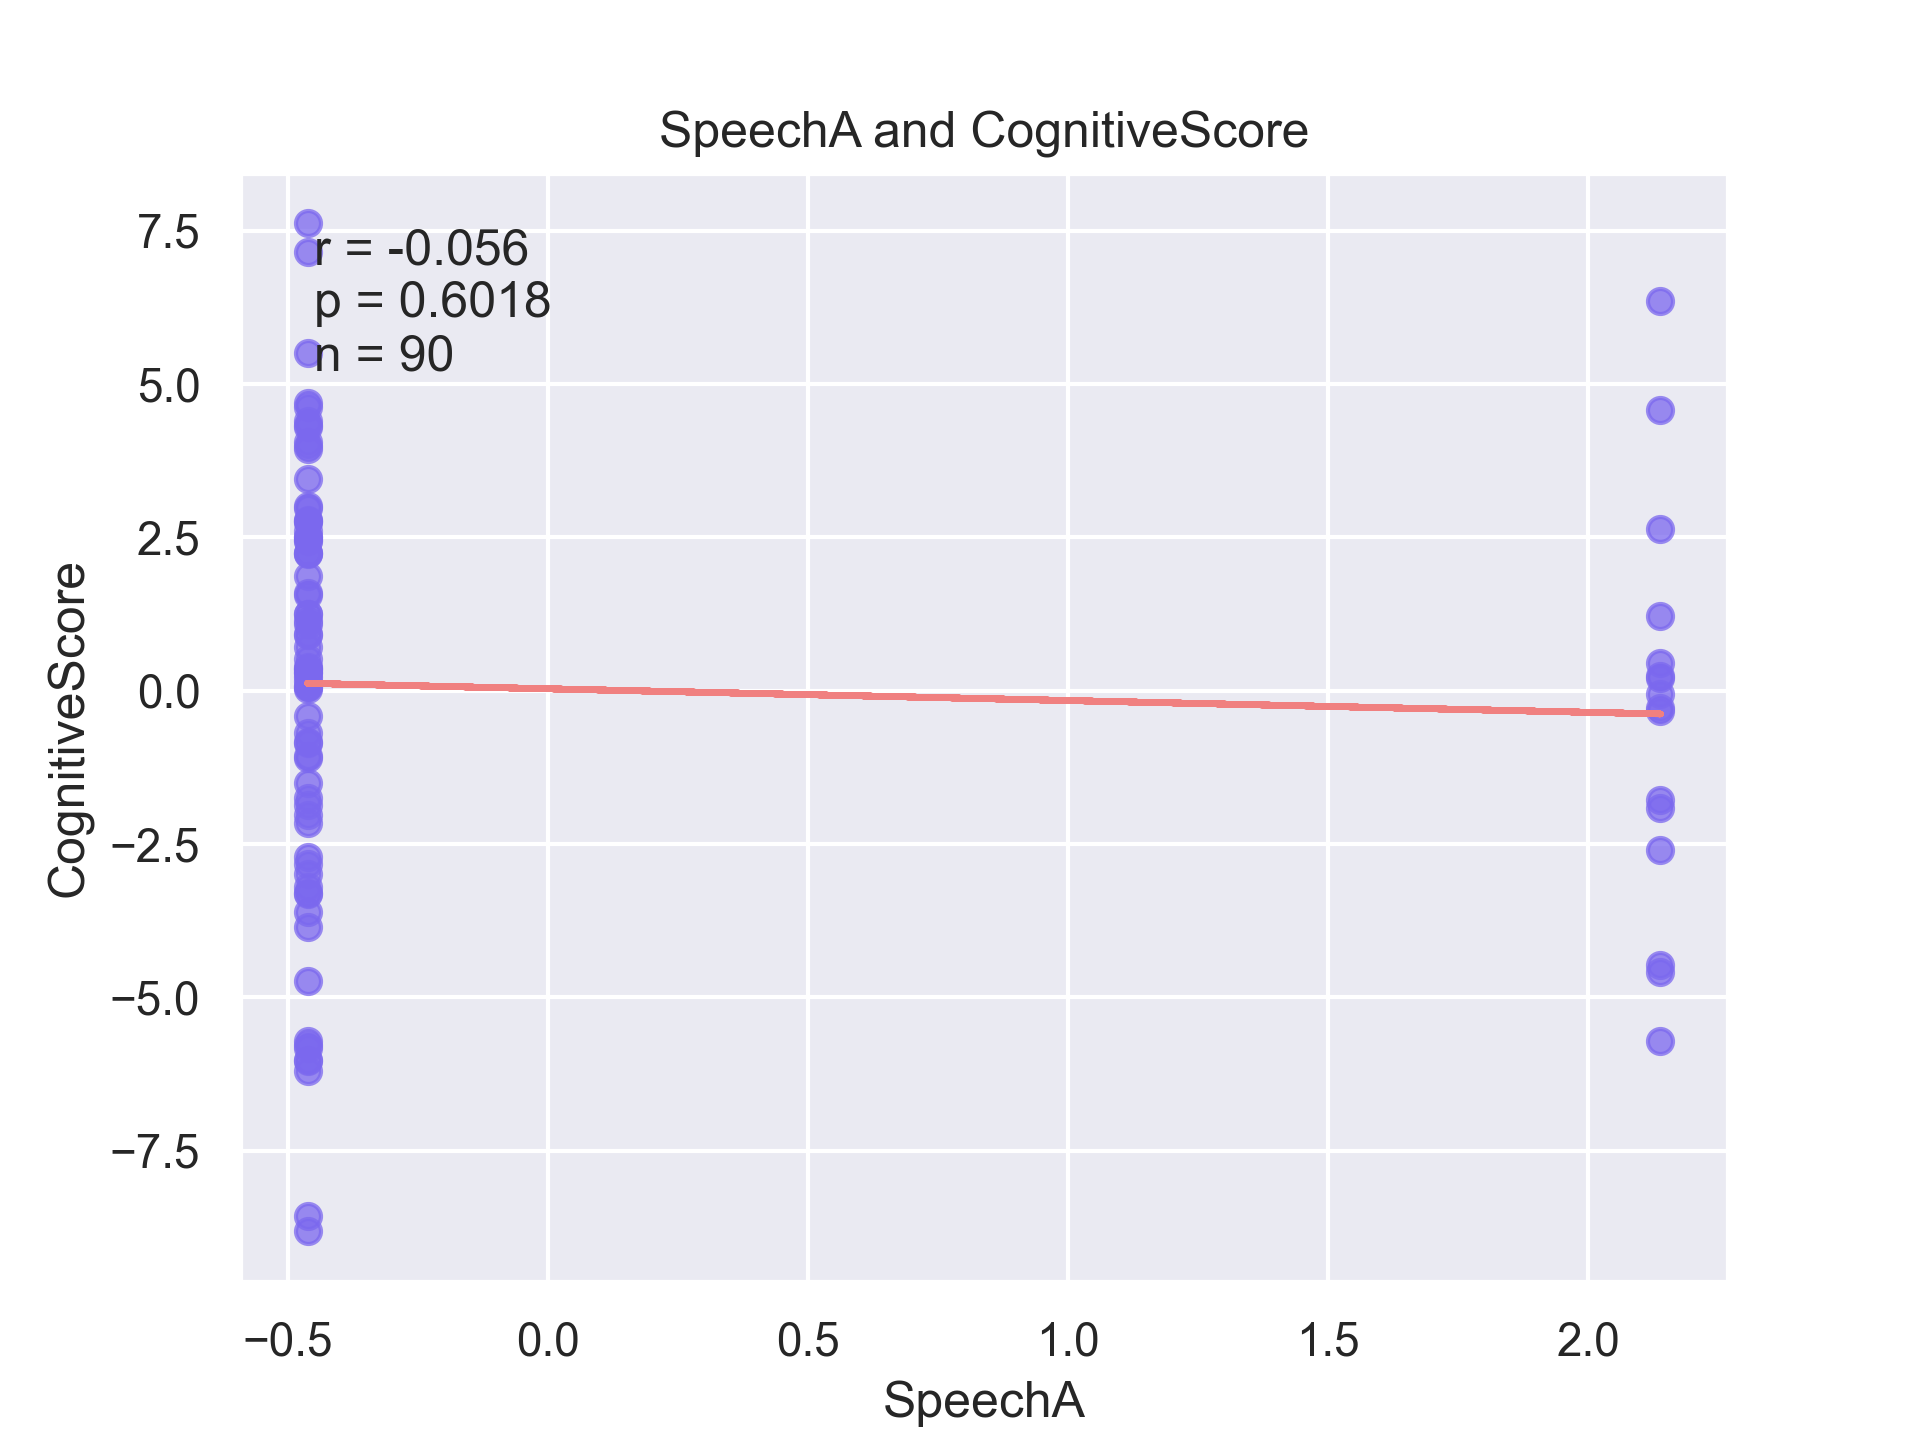 SpeechA and CognitiveScore
r = -0.056
p = 0.6018
n = 90
7.5
5.0
2.5
0.0
−2.5
−5.0
−7.5
CognitiveScore
−0.5
0.0
0.5
1.0
1.5
2.0
SpeechA